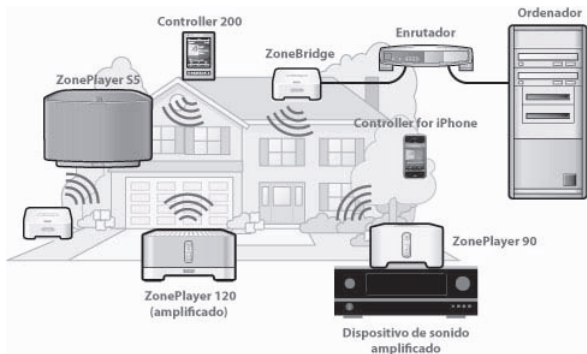 Controller 200
Ordenador
Enrutador
ZoneBridge
ZonePlayer S5
Controller for iPhone
ZonePlayer 90
ZonePlayer 120
(amplificado)
Dispositivo de sonido
amplificado